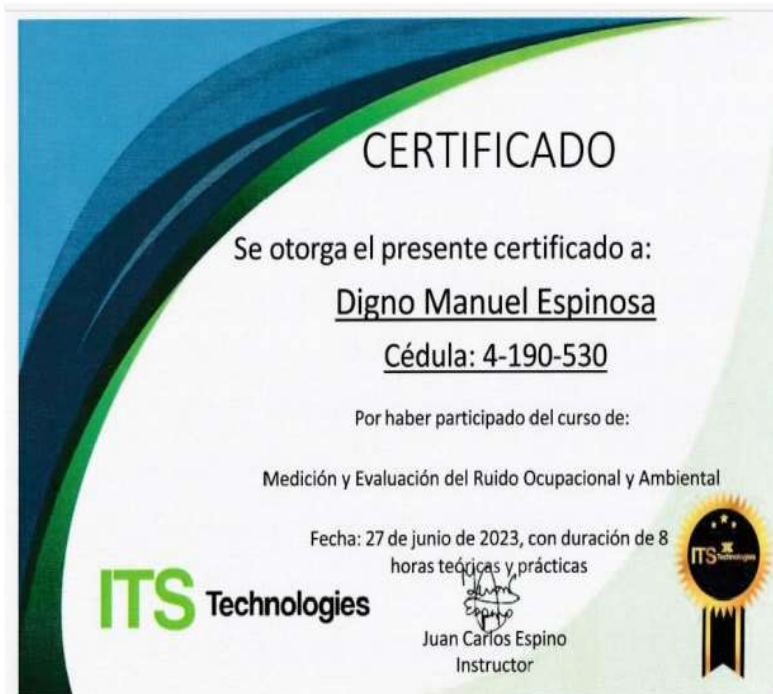 CERTIFICADO
Se otorga el presente certificado a:
Digno Manuel Espinosa
Cédula: 4-190-530
Por haber participado del curso de:
Medición y Evaluación del Ruido Ocupacional y Ambiental
Fecha: 27 de junio de 2023, con duración de 8
horas teóricas y prácticas
ITS Technologies
Juan Carlos Espino
Instructor
ITS Technologies